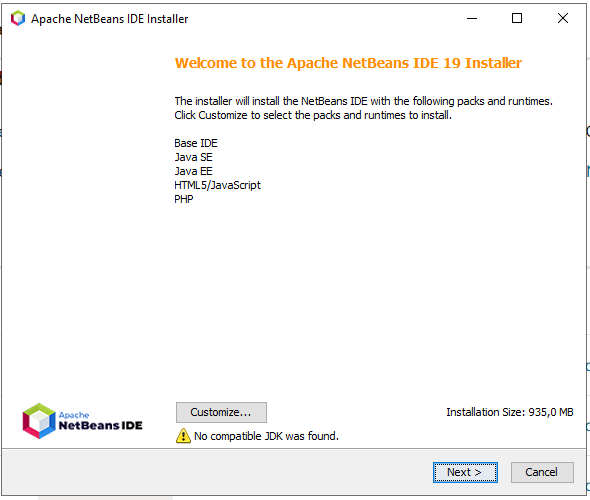 Apache NetBeans IDE Installer
Welcome to the Apache NetBeans IDE 19 Installer
The installer will install the NetBeans IDE with the following packs and runtimes.
Click Customize to select the packs and runtimes to install.
Base IDE
Java SE
Java EE
HTML5/JavaScript
PHP
Apache
NetBeans IDE
Customize...
Installation Size: 935,0 MB
No compatible JDK was found.
Next >
Cancel